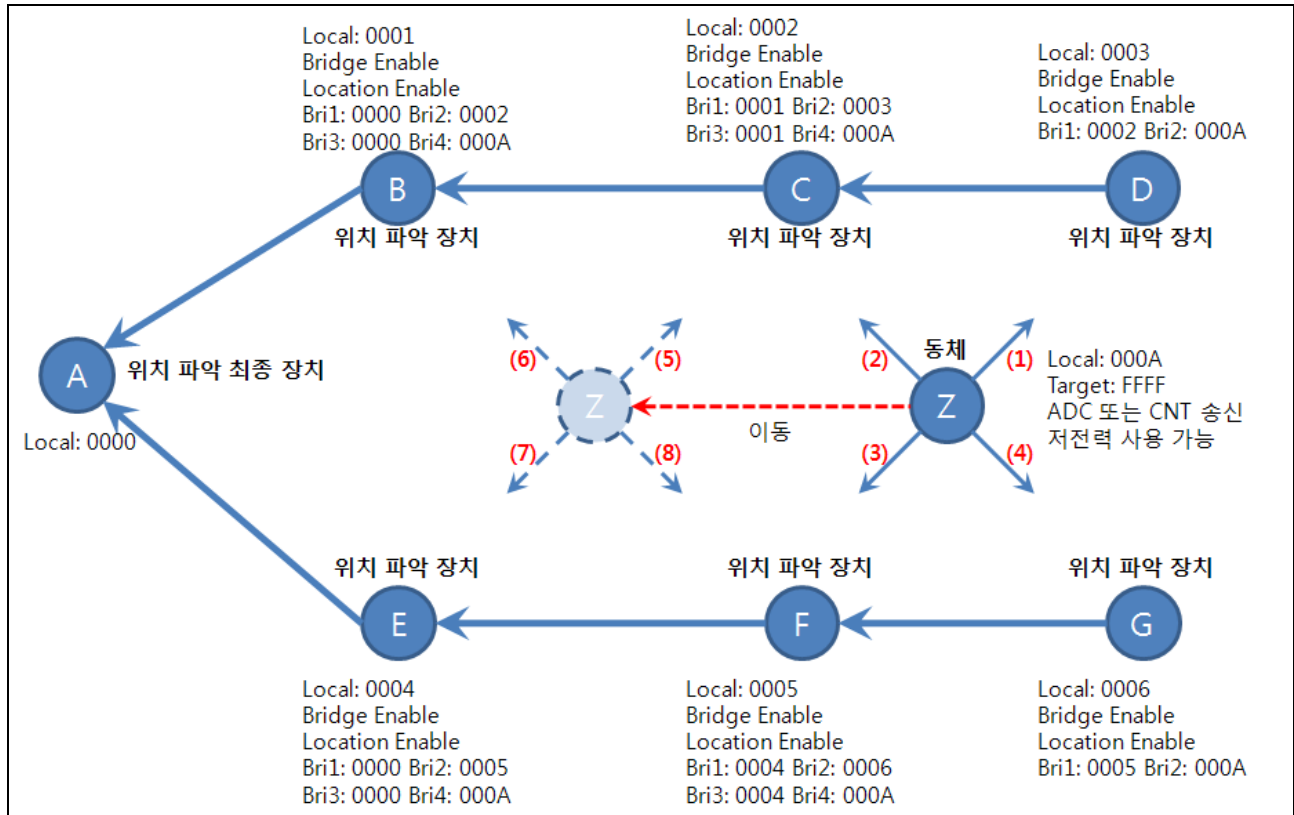 Local: 0001
Bridge Enable
Location Enable
Bri1: 0000 Bri2: 0002
Bri3: 0000 Bri4: 000A
B
위치 파악 장치
Local: 0002
Bridge Enable
Location Enable
Bri1: 0001 Bri2: 0003
Bri3: 0001 Bri4: 000A
C
위치 파악 장치
Local: 0003
Bridge Enable
Location Enable
Bri1: 0002 Bri2: 000A
D
위치 파악 장치
A
위치 파악 최종 장치
Local: 0000
(6)
(5)
Z
(7)
(8)
이동
(2)
동체
(1)
Z
(3)
(4)
Local: 000A
Target: FFFF
ADC 또는 CNT 송신
저전력 사용 가능
위치 파악 장치
E
Local: 0004
Bridge Enable
Location Enable
Bri1: 0000 Bri2: 0005
Bri3: 0000 Bri4: 000A
위치 파악 장치
F
Local: 0005
Bridge Enable
Location Enable
Bri1: 0004 Bri2: 0006
Bri3: 0004 Bri4: 000A
위치 파악 장치
G
Local: 0006
Bridge Enable
Location Enable
Bri1: 0005 Bri2: 000A